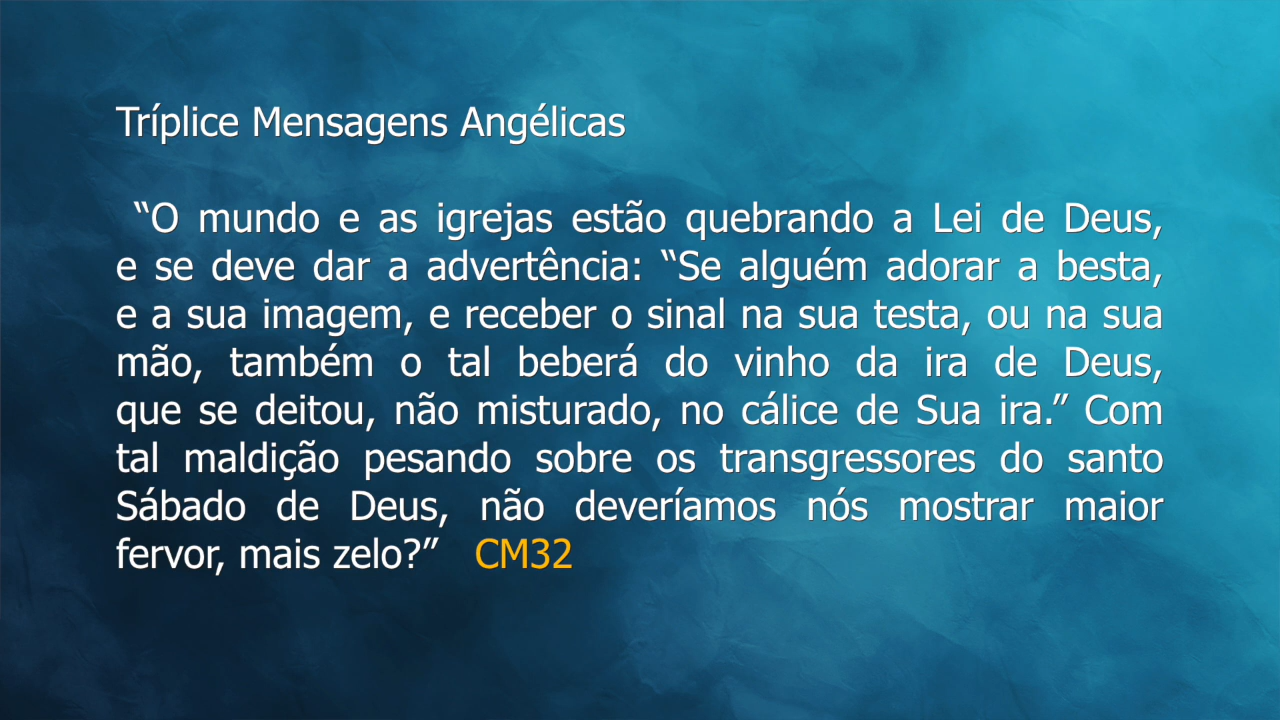 Tríplice Mensagens Angélicas
“O mundo e as igrejas estão quebrando a Lei de Deus,
e se deve dar a advertência: “Se alguém adorar a besta,
e a sua imagem, e receber o sinal na sua testa, ou na sua
mão, também o tal beberá do vinho da ira de Deus,
que se deitou, não misturado, no cálice de Sua ira.” Com
tal maldição pesando sobre os transgressores do santo
Sábado de Deus, não deveríamos nós mostrar maior
fervor, mais zelo?” CM32